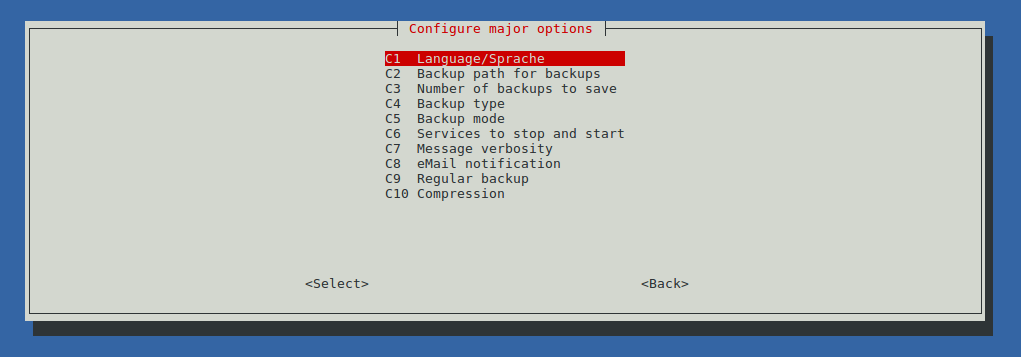 Configure major options
C1 Language/Sprache
C2 Backup path for backups
C3 Number of backups to save
C4 Backup type
C5 Backup mode
C6 Services to stop and start
C7 Message verbosity
C8 eMail notification
C9 Regular backup
C10 Compression
<Select> <Back>